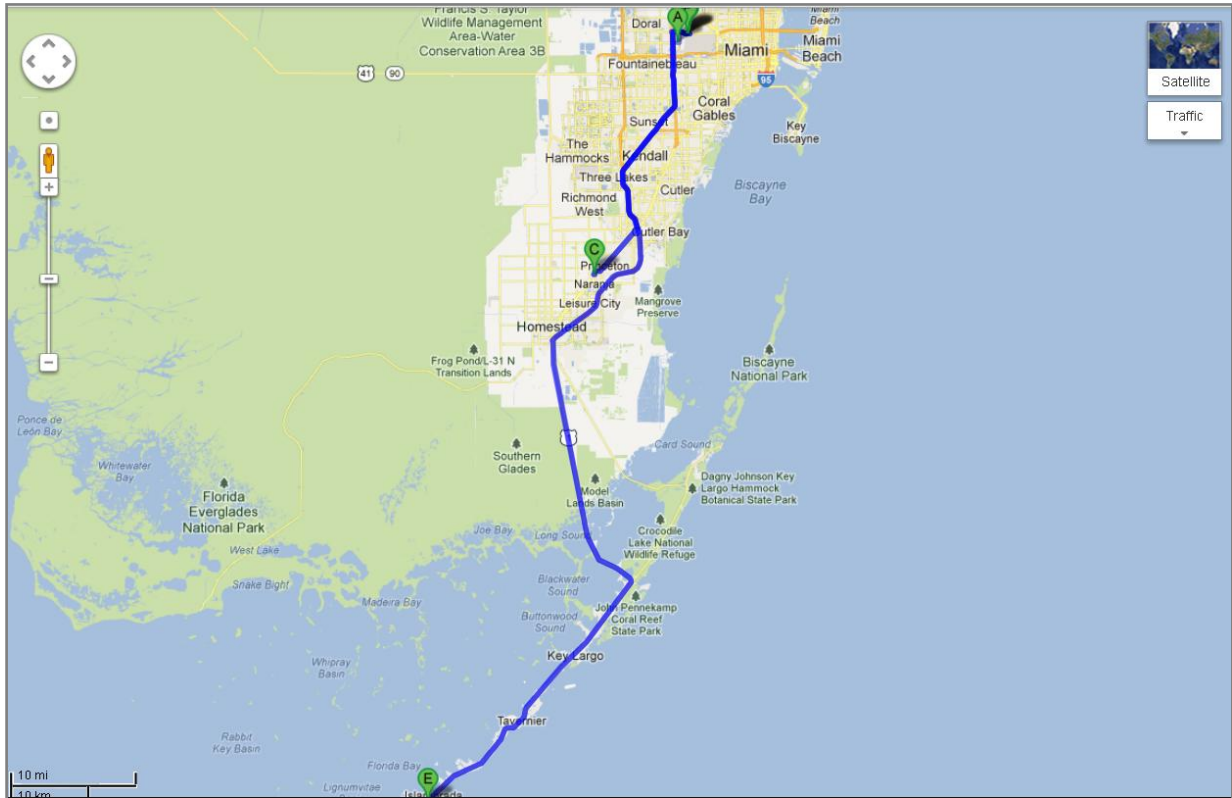 Francis S. Taylor
Wildlife Management
Area-Water
Conservation Area 3B
Doral
A
Miami
Beach
Miami
Miami
Beach
Satellite
41
90
Fountainebleau
95
Traffic
Coral
Gables
Sunset
Key
Biscayne
The
Hammocks
Kendall
Three Lakes
Cutler
Biscayne
Bay
Richmond
West
Cutler Bay
C
Princeton
Naranja
Leisure City
Mangrove
Preserve
Homestead
Frog Pond/L-31 N
Transition Lands
Biscayne
National Park
Ponce de
León Bay
Card Sound
Southern
Glades
Whitewater
Bay
Dagny Johnson Key
Largo Hammock
Botanical State Park
Model
Lands Basin
Florida
Everglades
National Park
Joe Bay
Long Sound
Crocodile
Lake National
Wildlife Refuge
West Lake
Snake Bight
Blackwater
Sound
Madeira Bay
John Pennekamp
Coral Reef
State Park
Buttonwood
Sound
Key Largo
Whipray
Basin
Tavernier
Rabbit
Key Basin
Florida Bay
10 mi
E
Lignumvitae
Islamorada
10 km